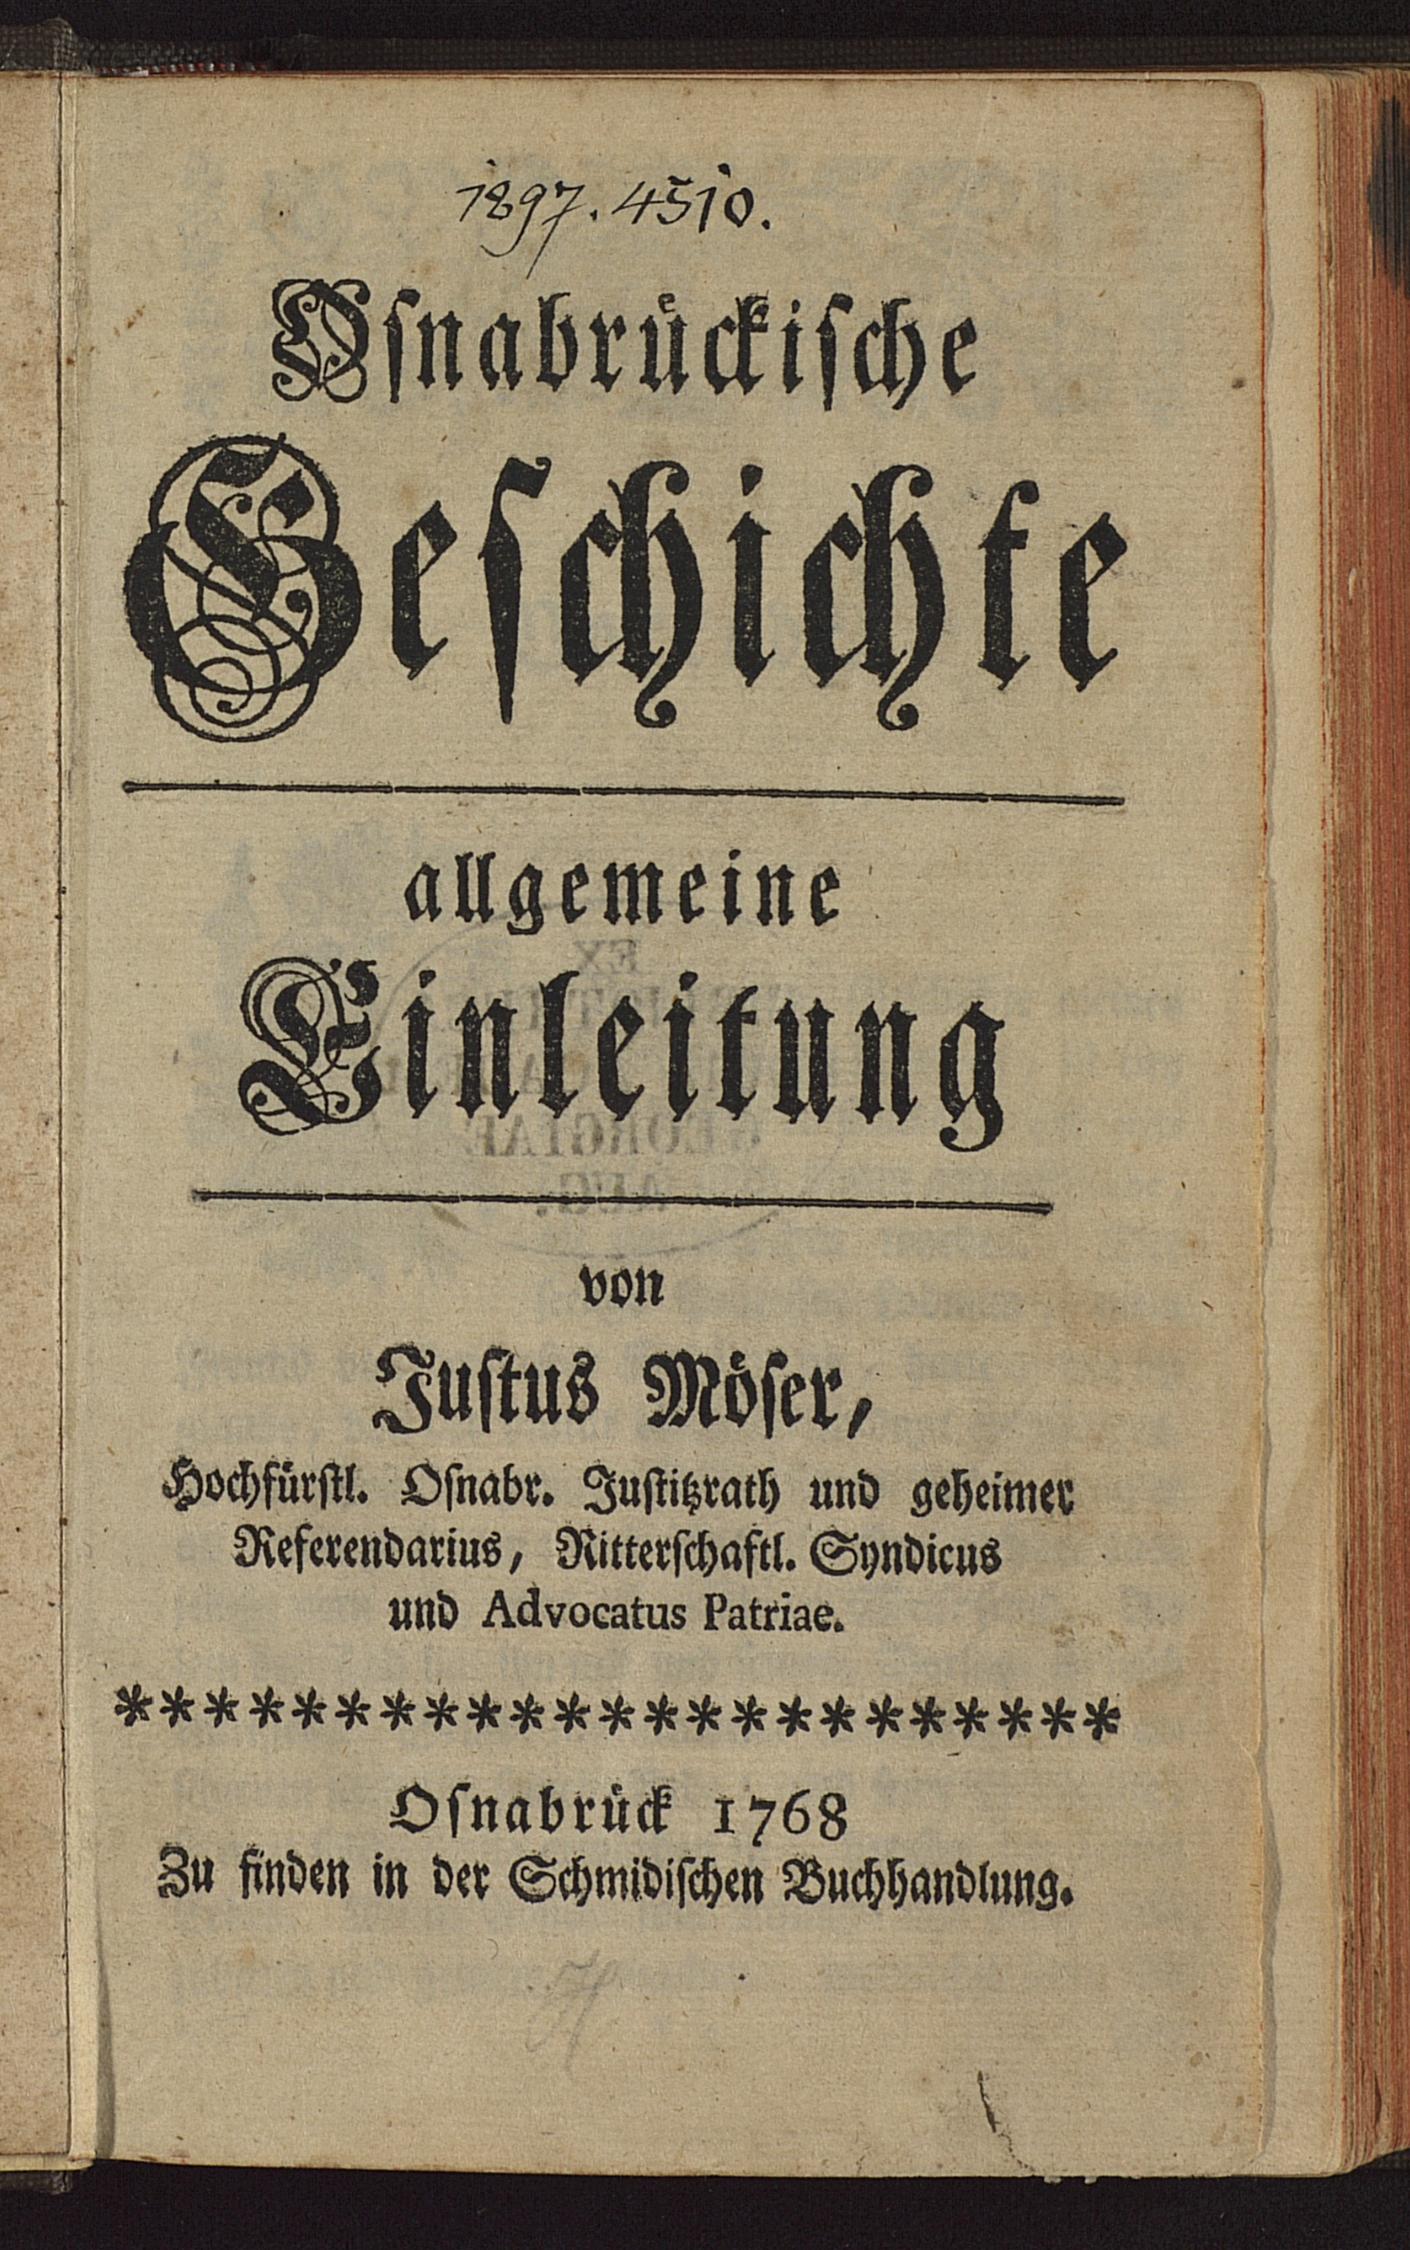 1897. 4510.
Osnabrückiſche
Geſchichte
allgemeine
Einleitung
von
Juſtus Möſer,
Hochfürſtl. Oſnabr. Juſtitzrath und geheimer
Referendarius, Ritterſchaftl. Syndicus
und Advocatus Patriae.
***********************
Oſnabrück 1768
Zu finden in der Schmidiſchen Buchhandlung.